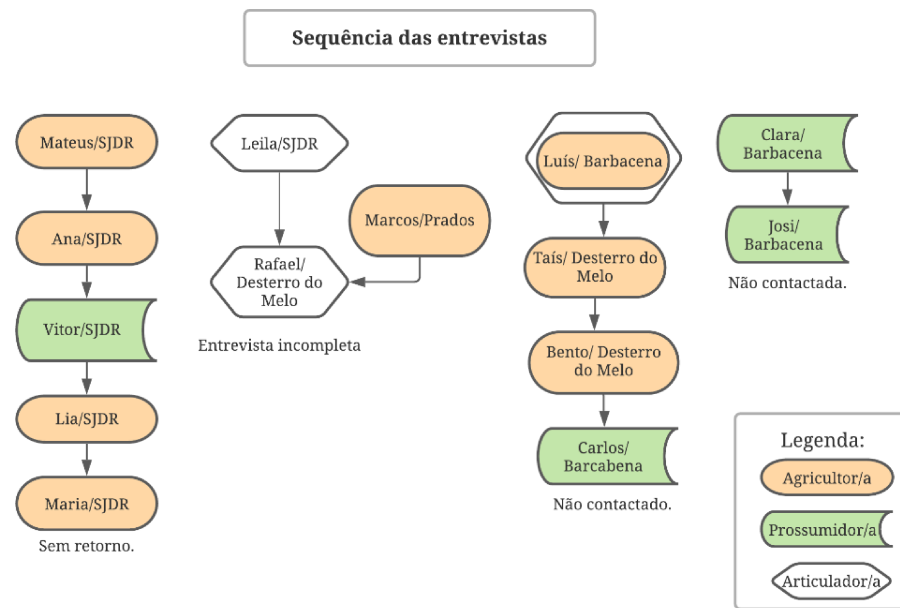 Sequência das entrevistas
Mateus/SJDR
Ana/SJDR
Vitor/SJDR
Lia/SJDR
Maria/SJDR
Sem retorno.
Leila/SJDR
Marcos/Prados
Rafael/
Desterro do
Melo
Entrevista incompleta
Luís/ Barbacena
Taís/ Desterro do
Melo
Bento/ Desterro
do Melo
Carlos/
Barcabena
Não contactado.
Clara/
Barbacena
Josi/
Barbacena
Não contactada.
Legenda:
Agricultor/a
Prossumidor/a
Articulador/a